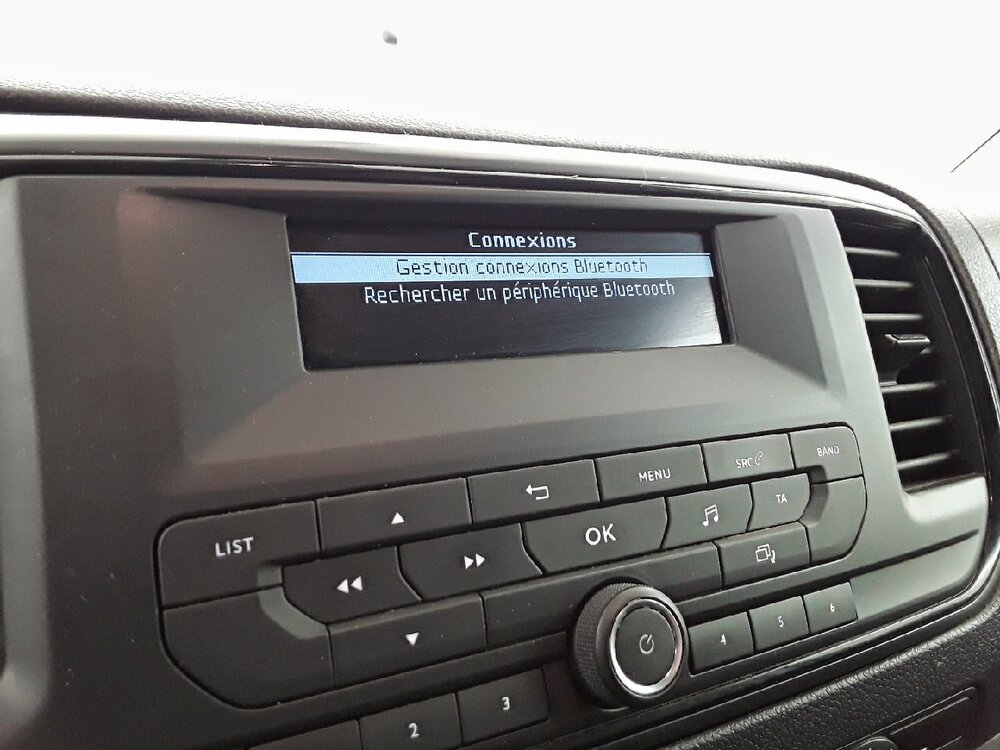 Connexions
Gestion connexions Bluetooth
Rechercher un périphérique Bluetooth
LIST
MENU
SRC
BAND
OK
TA
2
3
4
5
6